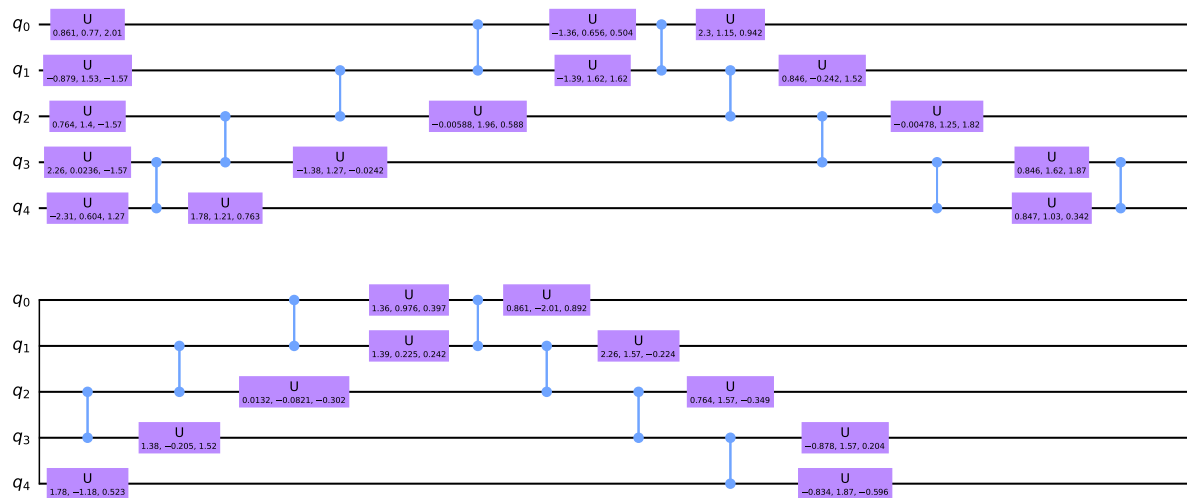 q0
U
0.861, 0.77, 2.01
U
−1.36, 0.656, 0.504
U
2.3, 1.15, 0.942
q1
U
−0.879, 1.53, −1.57
U
−1.39, 1.62, 1.62
U
0.846, −0.242, 1.52
q2
U
0.764, 1.4, −1.57
U
−0.00588, 1.96, 0.588
U
−0.00478, 1.25, 1.82
q3
U
2.26, 0.0236, −1.57
U
−1.38, 1.27, −0.0242
U
0.846, 1.62, 1.87
q4
U
−2.31, 0.604, 1.27
U
1.78, 1.21, 0.763
U
0.847, 1.03, 0.342
q0
U
1.36, 0.976, 0.397
U
0.861, −2.01, 0.892
q1
U
1.39, 0.225, 0.242
U
2.26, 1.57, −0.224
q2
U
0.0132, −0.0821, −0.302
U
0.764, 1.57, −0.349
q3
U
1.38, −0.205, 1.52
U
−0.878, 1.57, 0.204
q4
U
1.78, −1.18, 0.523
U
−0.834, 1.87, −0.596